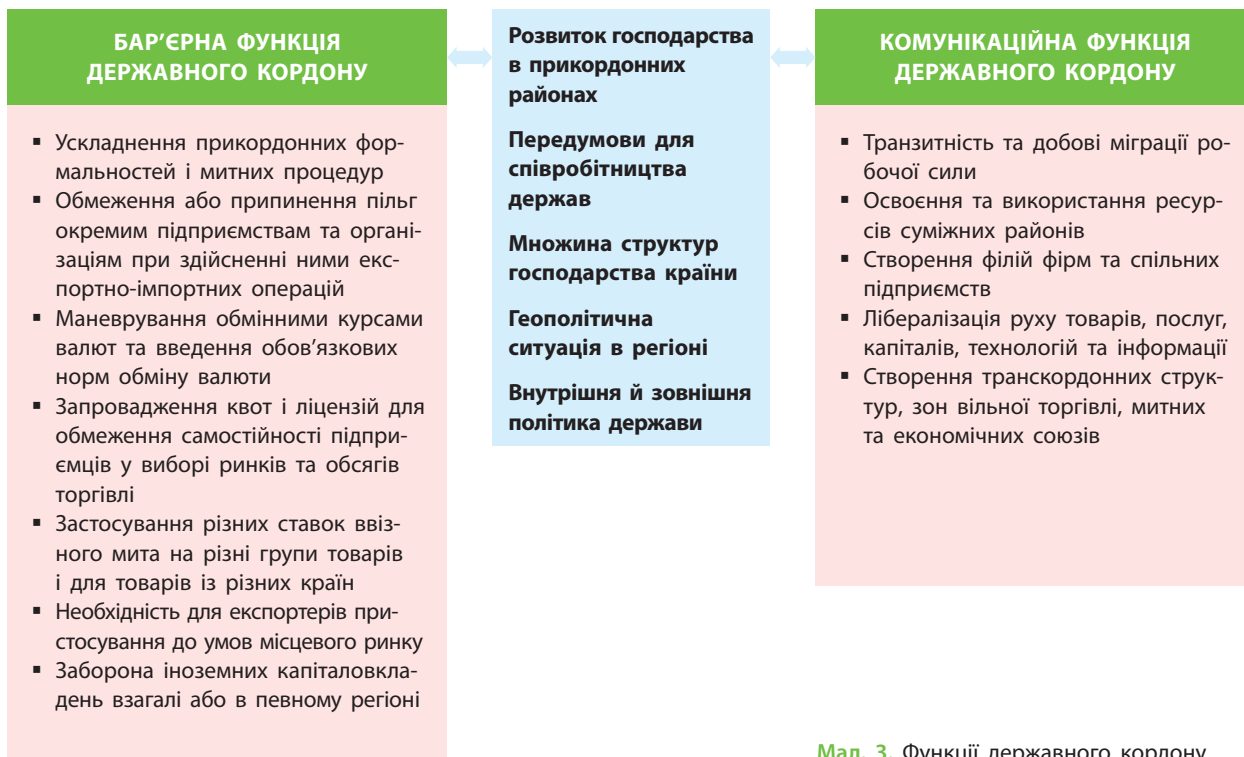 БАР’ЄРНА ФУНКЦІЯ
ДЕРЖАВНОГО КОРДОНУ
▪ Ускладнення прикордонних фор-
мальностей і митних процедур
▪ Обмеження або припинення пільг
окремим підприємствам та органі-
заціям при здійсненні ними екс-
портно-імпортних операцій
▪ Маневрування обмінними курсами
валют та введення обов’язкових
норм обміну валюти
▪ Запровадження квот і ліцензій для
обмеження самостійності підпри-
ємців у виборі ринків та обсягів
торгівлі
▪ Застосування різних ставок ввіз-
ного мита на різні групи товарів
і для товарів із різних країн
▪ Необхідність для експортерів при-
стосування до умов місцевого ринку
▪ Заборона іноземних капіталовкла-
день взагалі або в певному регіоні
Розвиток господарства
в прикордонних
районах
Передумови для
співробітництва
держав
Множина структур
господарства країни
Геополітична
ситуація в регіоні
Внутрішня й зовнішня
політика держави
КОМУНІКАЦІЙНА ФУНКЦІЯ
ДЕРЖАВНОГО КОРДОНУ
▪ Транзитність та добові міграції ро-
бочої сили
▪ Освоєння та використання ресур-
сів суміжних районів
▪ Створення філій фірм та спільних
підприємств
▪ Лібералізація руху товарів, послуг,
капіталів, технологій та інформації
▪ Створення транскордонних струк-
тур, зон вільної торгівлі, митних
та економічних союзів
Мал. 3. Функції державного кордону